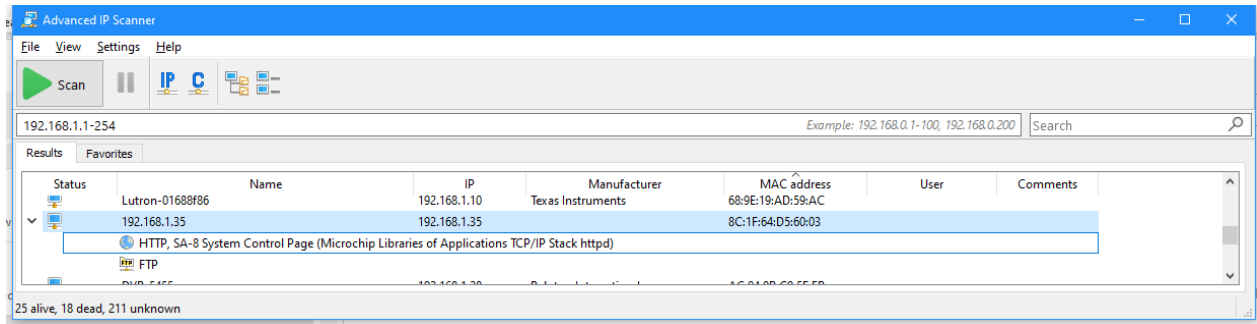 Advanced IP Scanner
File View Settings Help
Scan IP C
192.168.1.1-254 Example: 192.168.0.1-100, 192.168.0.200 Search
Results Favorites
Status Name IP Manufacturer MAC address User Comments
Lutron-01688f86 192.168.1.10 Texas Instruments 68:9E:19:AD:59:AC
192.168.1.35 192.168.1.35 8C:1F:64:D5:60:03
HTTP, SA-8 System Control Page (Microchip Libraries of Applications TCP/IP Stack httpd)
FTP FTP
25 alive, 18 dead, 211 unknown